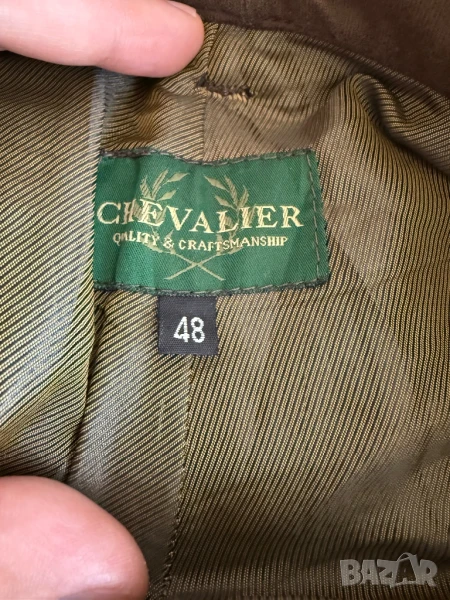 CHEVALIER
QUALITY & CRAFTSMANSHIP
48
BAZAR